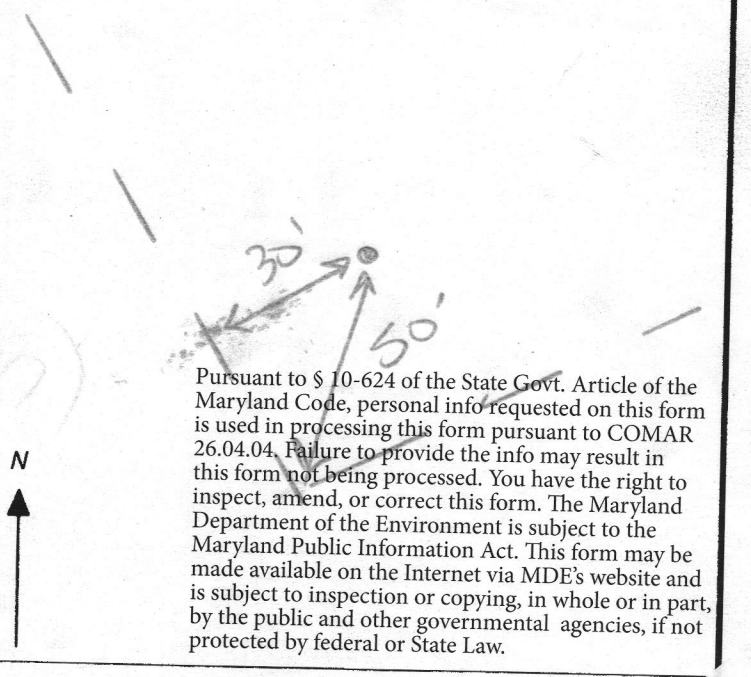 30'
50'
Pursuant to § 10-624 of the State Govt. Article of the
Maryland Code, personal info requested on this form
is used in processing this form pursuant to COMAR
26.04.04. Failure to provide the info may result in
this form not being processed. You have the right to
inspect, amend, or correct this form. The Maryland
Department of the Environment is subject to the
Maryland Public Information Act. This form may be
made available on the Internet via MDE's website and
is subject to inspection or copying, in whole or in part,
by the public and other governmental agencies, if not
protected by federal or State Law.
N